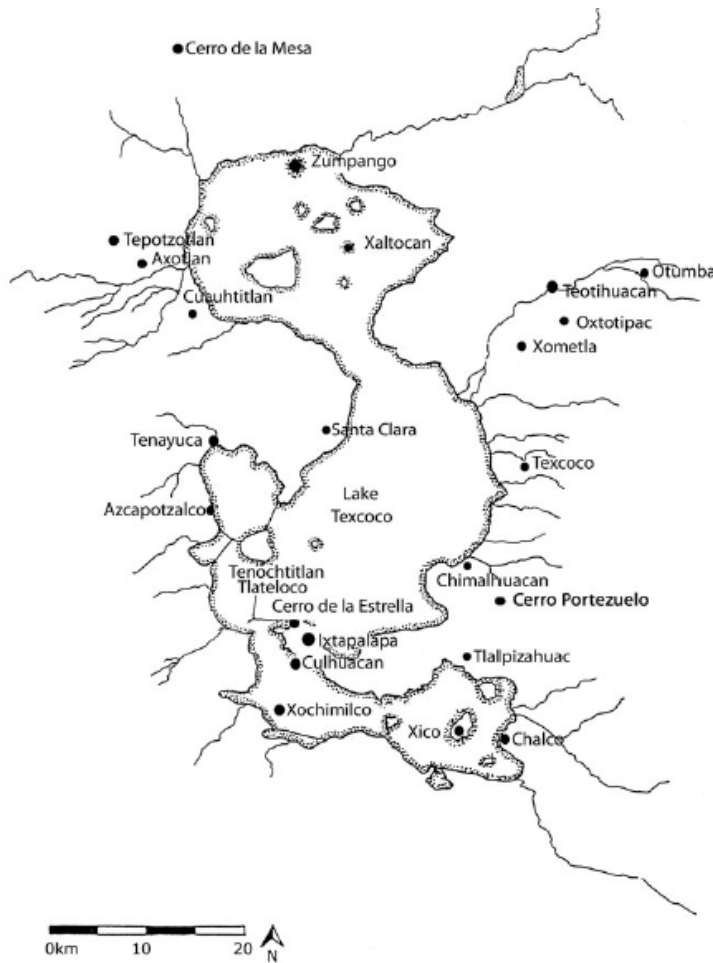 Cerro de la Mesa
Zumpango
Tepotzotlan
Xaltocan
Axotlan
Otumba
Teotihuacan
Cuauhtitlan
Oxtotipac
Xometla
Santa Clara
Tenayuca
Texcoco
Lake
Texcoco
Azcapotzalco
Tenochtitlan
Tlateloco
Chimalhuacan
Cerro Portezuelo
Cerro de la Estrella
Ixtapalapa
Tlalpizahuac
Culhuacan
Xochimilco
Xico
Chalco
0km 10 20
N